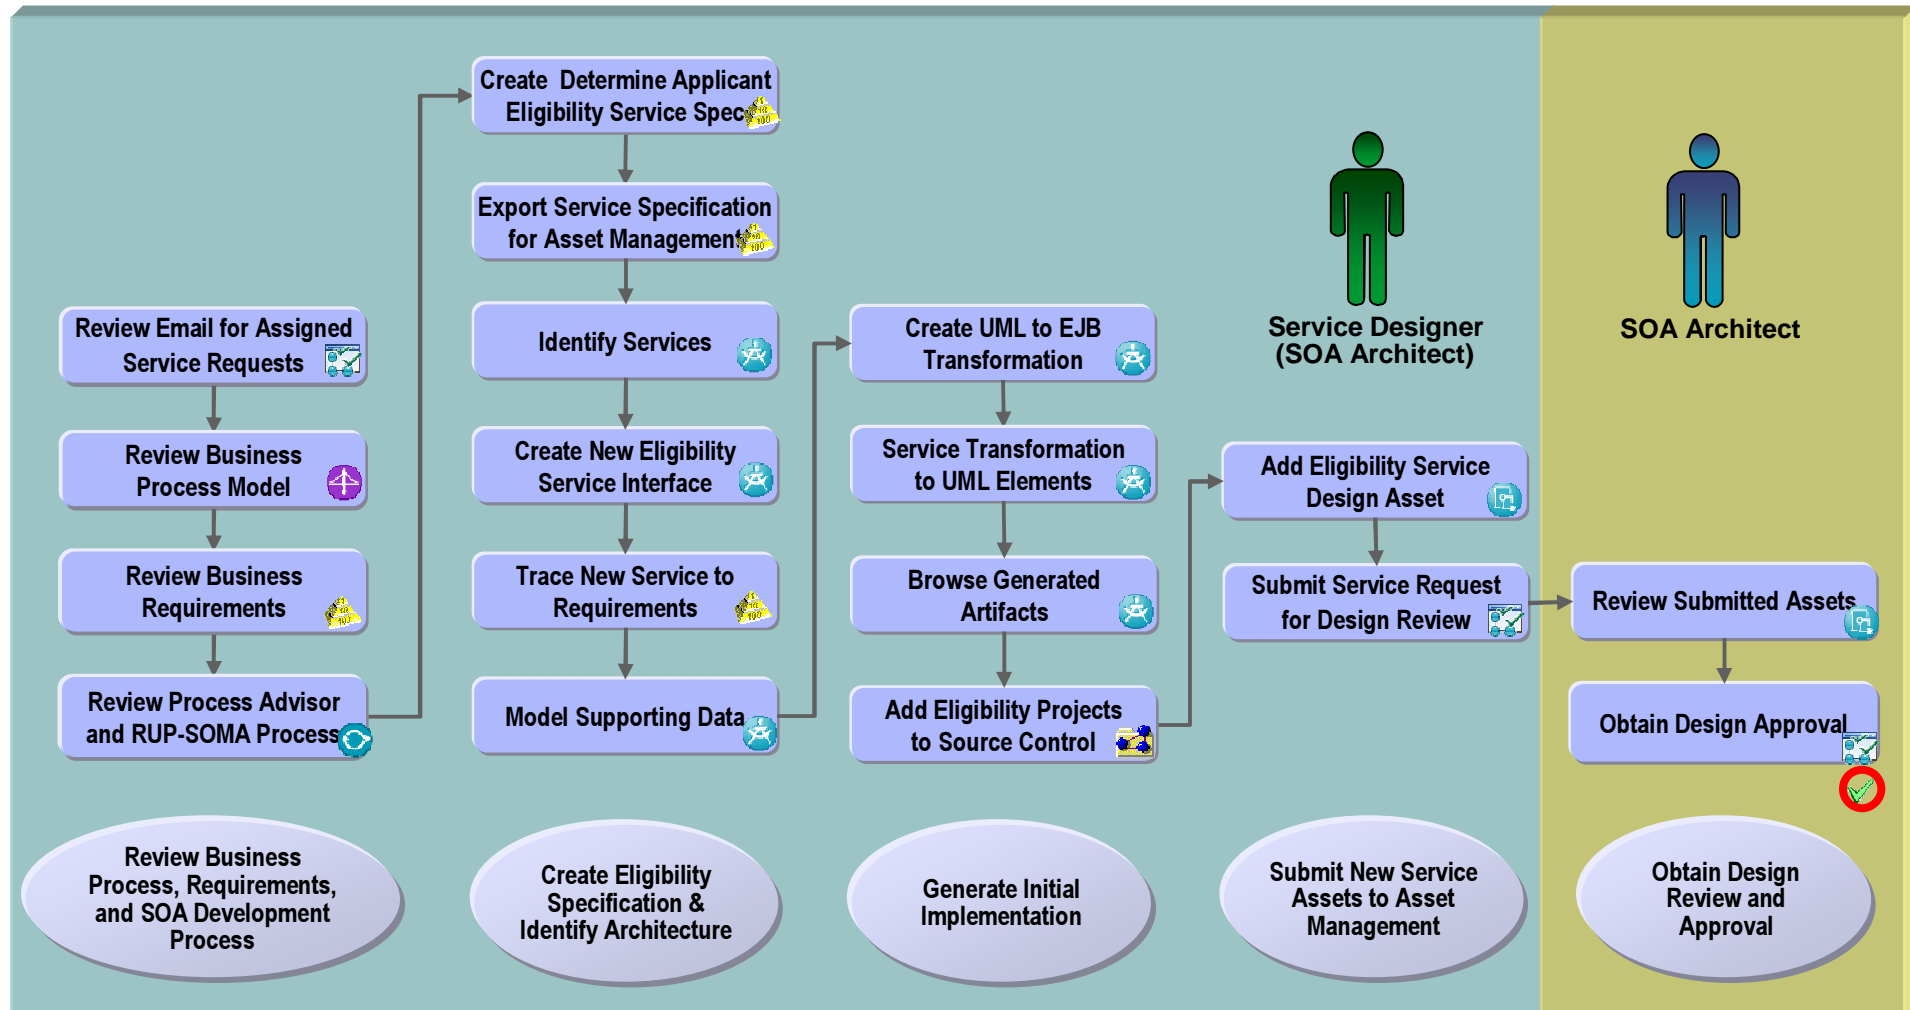 Review Email for Assigned
Service Requests
Review Business
Process Model
Review Business
Requirements
Review Process Advisor
and RUP-SOMA Process
Create Determine Applicant
Eligibility Service Spec
Export Service Specification
for Asset Management
Identify Services
Create New Eligibility
Service Interface
Trace New Service to
Requirements
Model Supporting Data
Create UML to EJB
Transformation
Service Transformation
to UML Elements
Browse Generated
Artifacts
Add Eligibility Projects
to Source Control
Service Designer
(SOA Architect)
Add Eligibility Service
Design Asset
Submit Service Request
for Design Review
SOA Architect
Review Submitted Assets
Obtain Design Approval
Review Business
Process, Requirements,
and SOA Development
Process
Create Eligibility
Specification &
Identify Architecture
Generate Initial
Implementation
Submit New Service
Assets to Asset
Management
Obtain Design
Review and
Approval